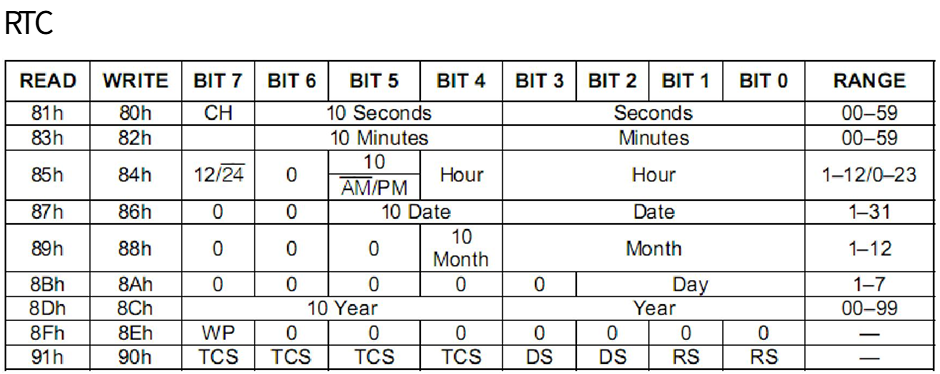 RTC
READ WRITE BIT 7 BIT 6 BIT 5 BIT 4 BIT 3 BIT 2 BIT 1 BIT 0 RANGE
81h 80h CH 10 Seconds Seconds 00–59
83h 82h 10 Minutes Minutes 00–59
85h 84h 12/24 0 10 Hour Hour 1–12/0–23
AM/PM
87h 86h 0 0 10 Date Date 1–31
89h 88h 0 0 0 10 Month Month 1–12
8Bh 8Ah 0 0 0 0 0 Day 1–7
8Dh 8Ch 10 Year Year 00–99
8Fh 8Eh WP 0 0 0 0 0 0 0 —
91h 90h TCS TCS TCS TCS DS DS RS RS —